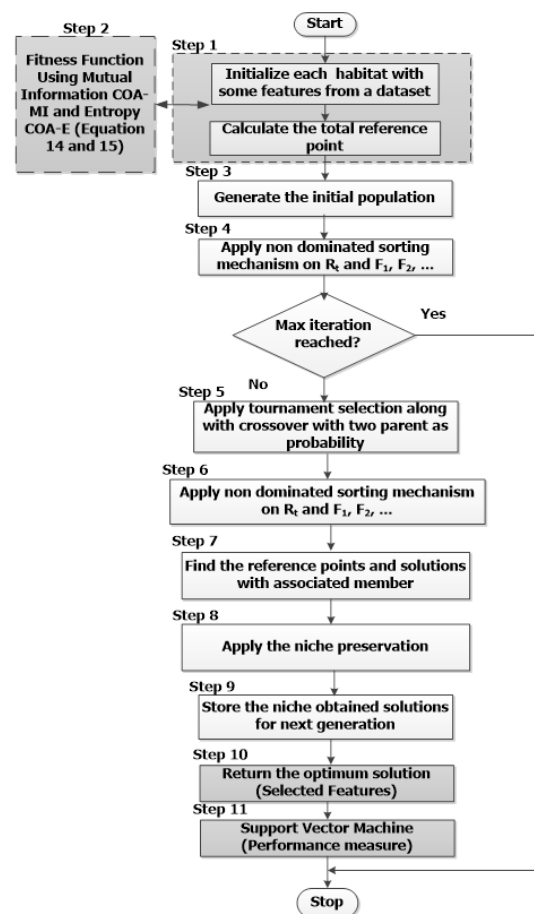 Start
Step 2
Fitness Function
Using Mutual
Information COA-
MI and Entropy
COA-E (Equation
14 and 15)
Step 1
Initialize each habitat with
some features from a dataset
Calculate the total reference
point
Step 3
Generate the initial population
Step 4
Apply non dominated sorting
mechanism on Rₜ and F₁, F₂, ...
Max iteration
reached?
Yes
No
Step 5
Apply tournament selection along
with crossover with two parent as
probability
Step 6
Apply non dominated sorting mechanism
on Rₜ and F₁, F₂, ...
Step 7
Find the reference points and solutions
with associated member
Step 8
Apply the niche preservation
Step 9
Store the niche obtained solutions
for next generation
Step 10
Return the optimum solution
(Selected Features)
Step 11
Support Vector Machine
(Performance measure)
Stop